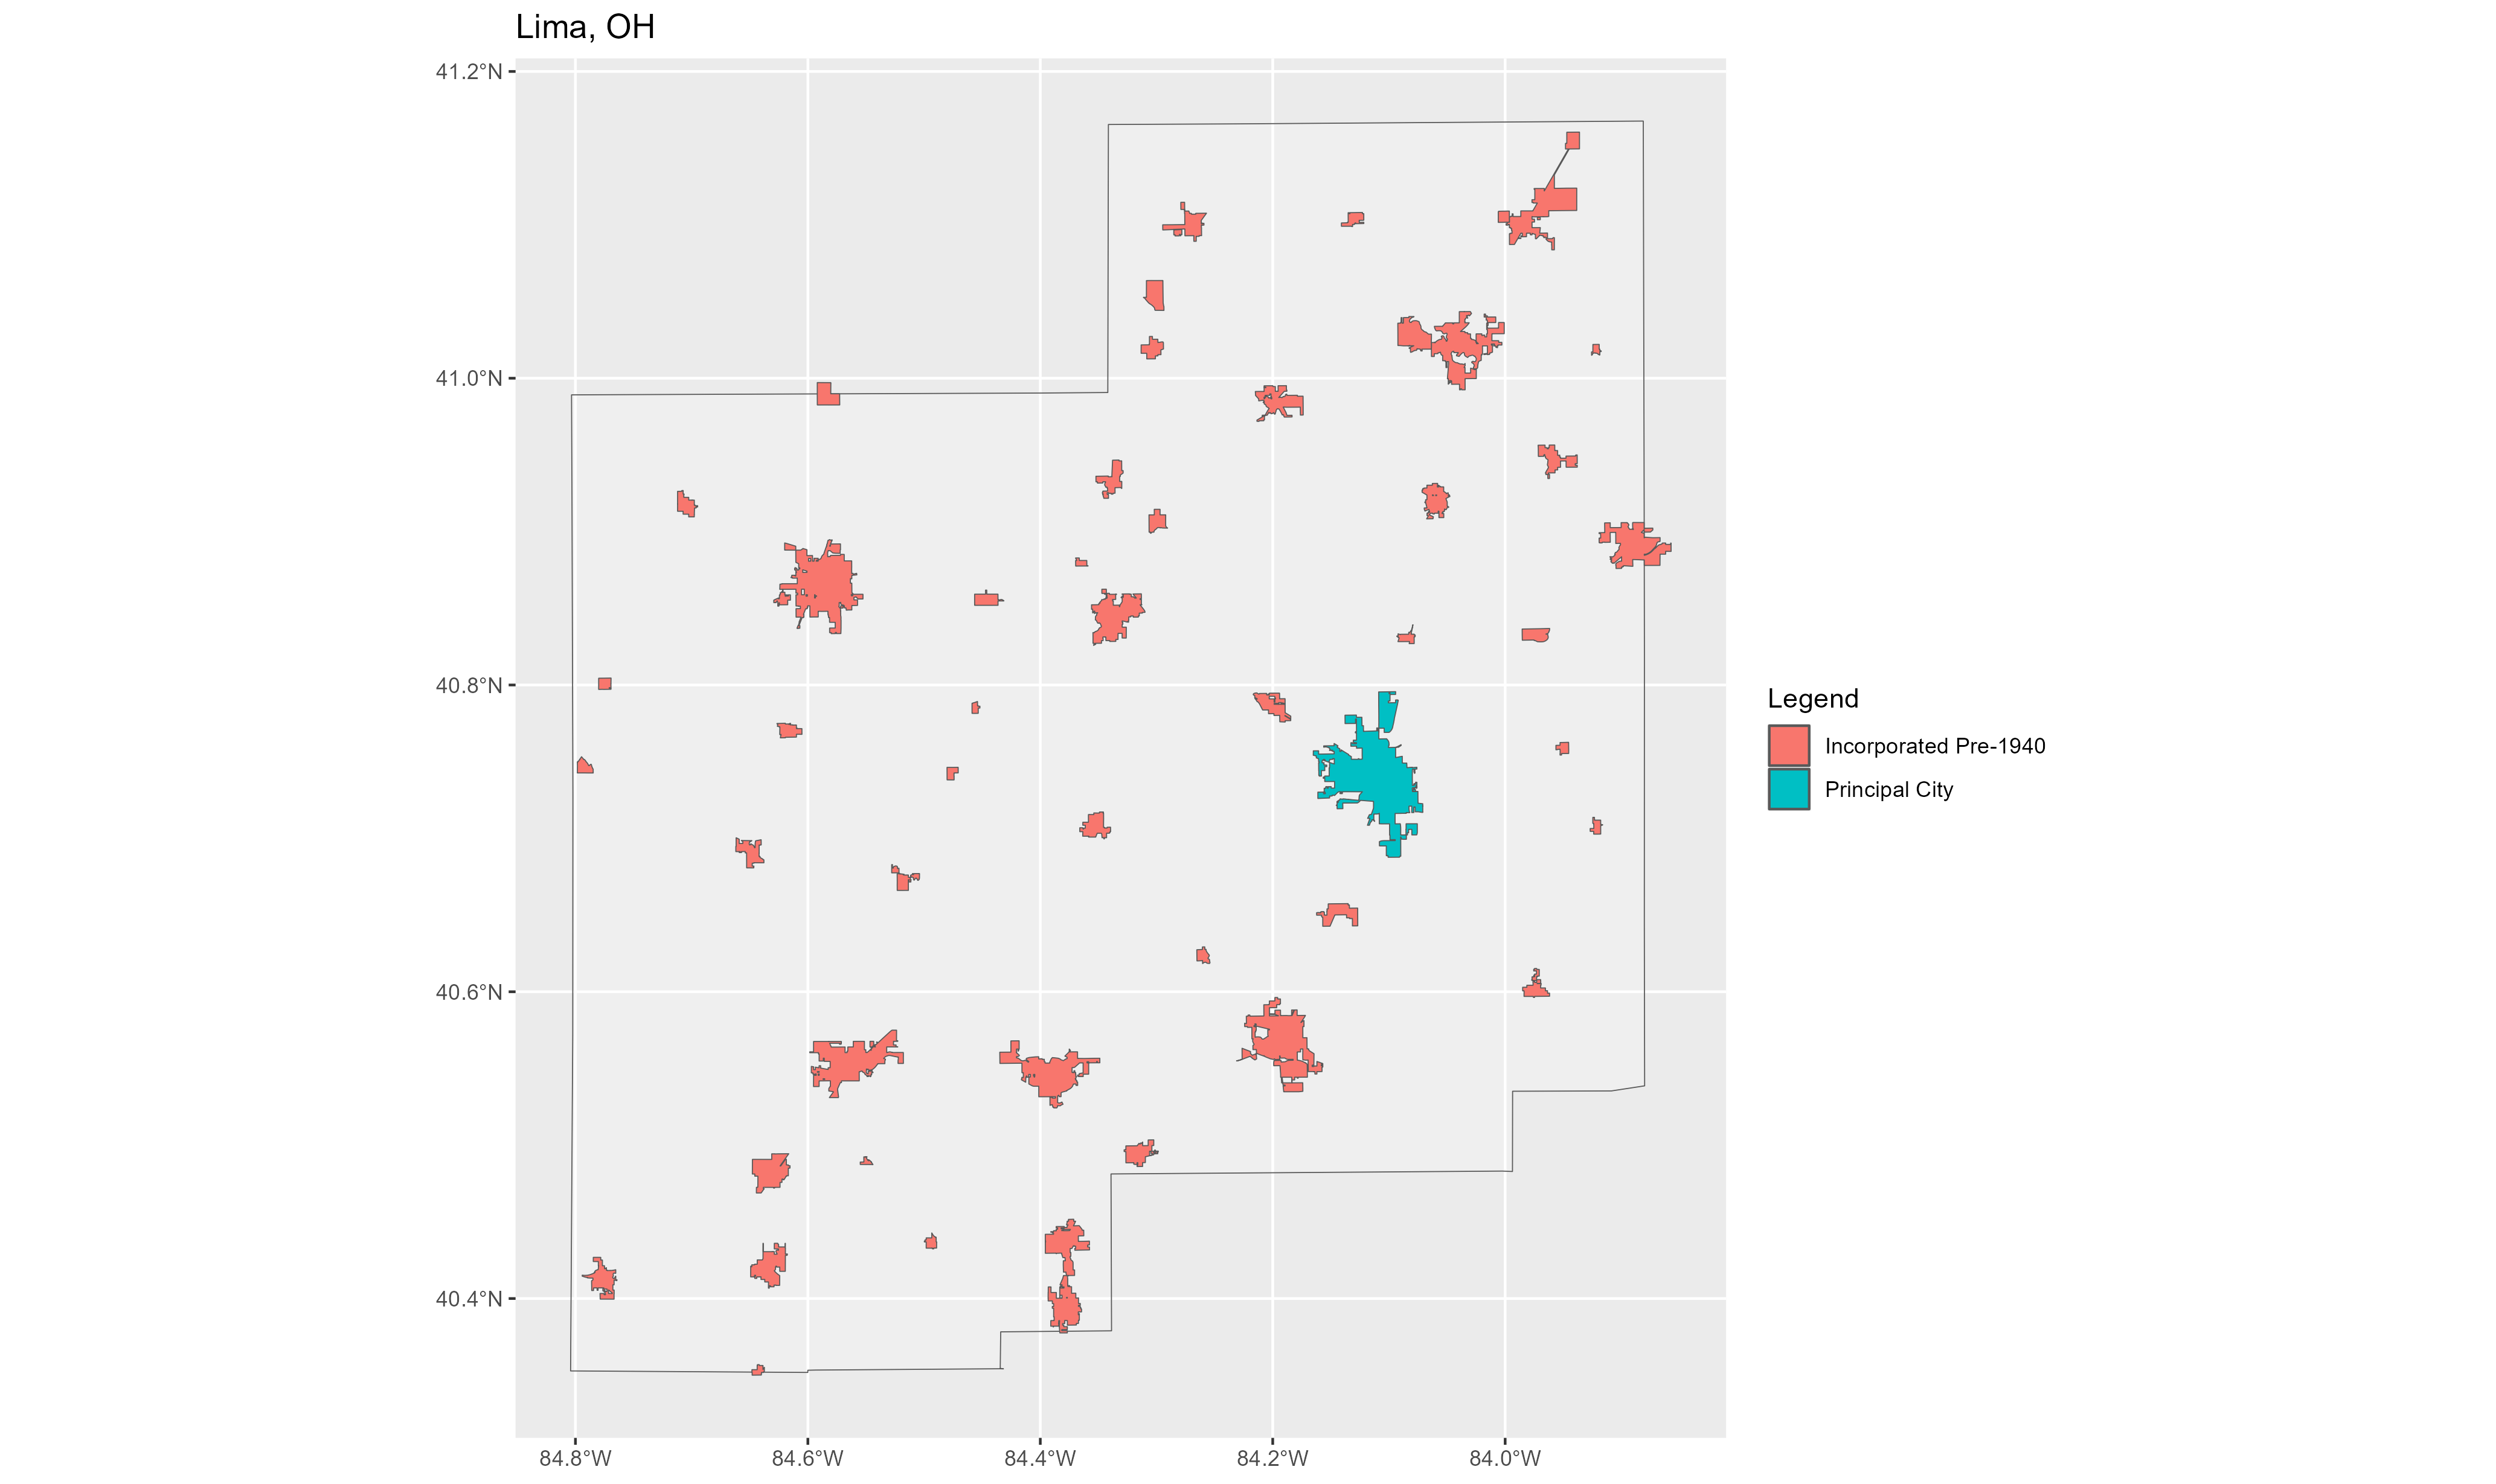 Lima, OH
41.2°N
41.0°N
40.8°N
40.6°N
40.4°N
84.8°W 84.6°W 84.4°W 84.2°W 84.0°W
Legend
Incorporated Pre-1940
Principal City